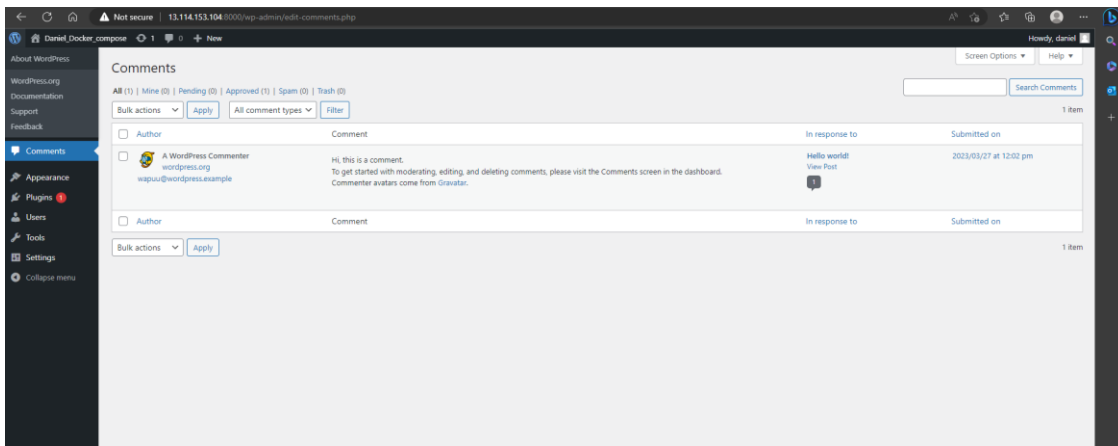 Not secure | 13.114.153.104:8000/wp-admin/edit-comments.php
Daniel_Docker_compose 1 0 + New
Howdy, daniel
About WordPress
WordPress.org
Documentation
Support
Feedback
Comments
Appearance
Plugins 1
Users
Tools
Settings
Collapse menu
Screen Options ▼ Help ▼
Comments
All (1) | Mine (0) | Pending (0) | Approved (1) | Spam (0) | Trash (0)
Search Comments
Bulk actions Apply All comment types Filter
1 item
Author Comment In response to Submitted on
A WordPress Commenter
wordpress.org
wapuu@wordpress.example
Hi, this is a comment.
To get started with moderating, editing, and deleting comments, please visit the Comments screen in the dashboard.
Commenter avatars come from Gravatar.
Hello world!
View Post
1
2023/03/27 at 12:02 pm
Author Comment In response to Submitted on
Bulk actions Apply
1 item